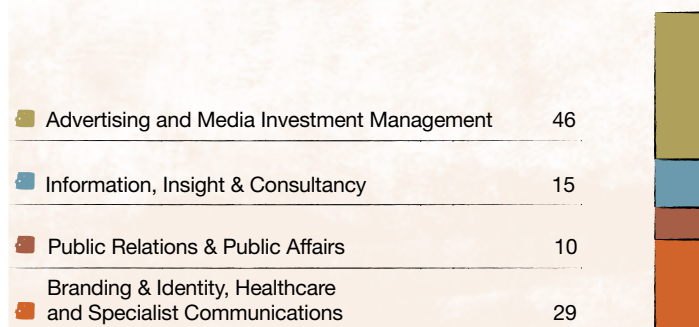 Advertising and Media Investment Management 46
Information, Insight & Consultancy 15
Public Relations & Public Affairs 10
Branding & Identity, Healthcare
and Specialist Communications 29